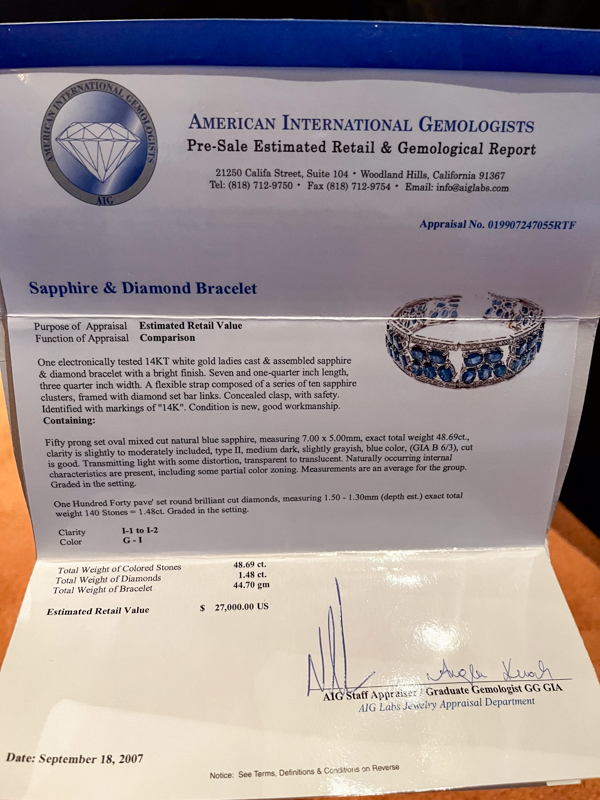 AMERICAN INTERNATIONAL GEMOLOGISTS
AIG
AMERICAN INTERNATIONAL GEMOLOGISTS
Pre-Sale Estimated Retail & Gemological Report
21250 Califa Street, Suite 104 • Woodland Hills, California 91367
Tel: (818) 712-9750 • Fax (818) 712-9754 • Email: info@aiglabs.com
Appraisal No. 019907247055RTF
Sapphire & Diamond Bracelet
Purpose of Appraisal Estimated Retail Value
Function of Appraisal Comparison
One electronically tested 14KT white gold ladies cast & assembled sapphire
& diamond bracelet with a bright finish. Seven and one-quarter inch length,
three quarter inch width. A flexible strap composed of a series of ten sapphire
clusters, framed with diamond set bar links. Concealed clasp, with safety.
Identified with markings of "14K". Condition is new, good workmanship.
Containing:
Fifty prong set oval mixed cut natural blue sapphire, measuring 7.00 x 5.00mm, exact total weight 48.69ct.,
clarity is slightly to moderately included, type II, medium dark, slightly grayish, blue color, (GIA B 6/3), cut
is good. Transmitting light with some distortion, transparent to translucent. Naturally occurring internal
characteristics are present, including some partial color zoning. Measurements are an average for the group.
Graded in the setting.
One Hundred Forty pave' set round brilliant cut diamonds, measuring 1.50 - 1.30mm (depth est.) exact total
weight 140 Stones = 1.48ct. Graded in the setting.
Clarity I-1 to I-2
Color G - I
Total Weight of Colored Stones 48.69 ct.
Total Weight of Diamonds 1.48 ct.
Total Weight of Bracelet 44.70 gm
Estimated Retail Value $ 27,000.00 US
AIG Staff Appraiser / Graduate Gemologist GG GIA
AIG Labs Jewelry Appraisal Department
Date: September 18, 2007
Notice: See Terms, Definitions & Conditions on Reverse